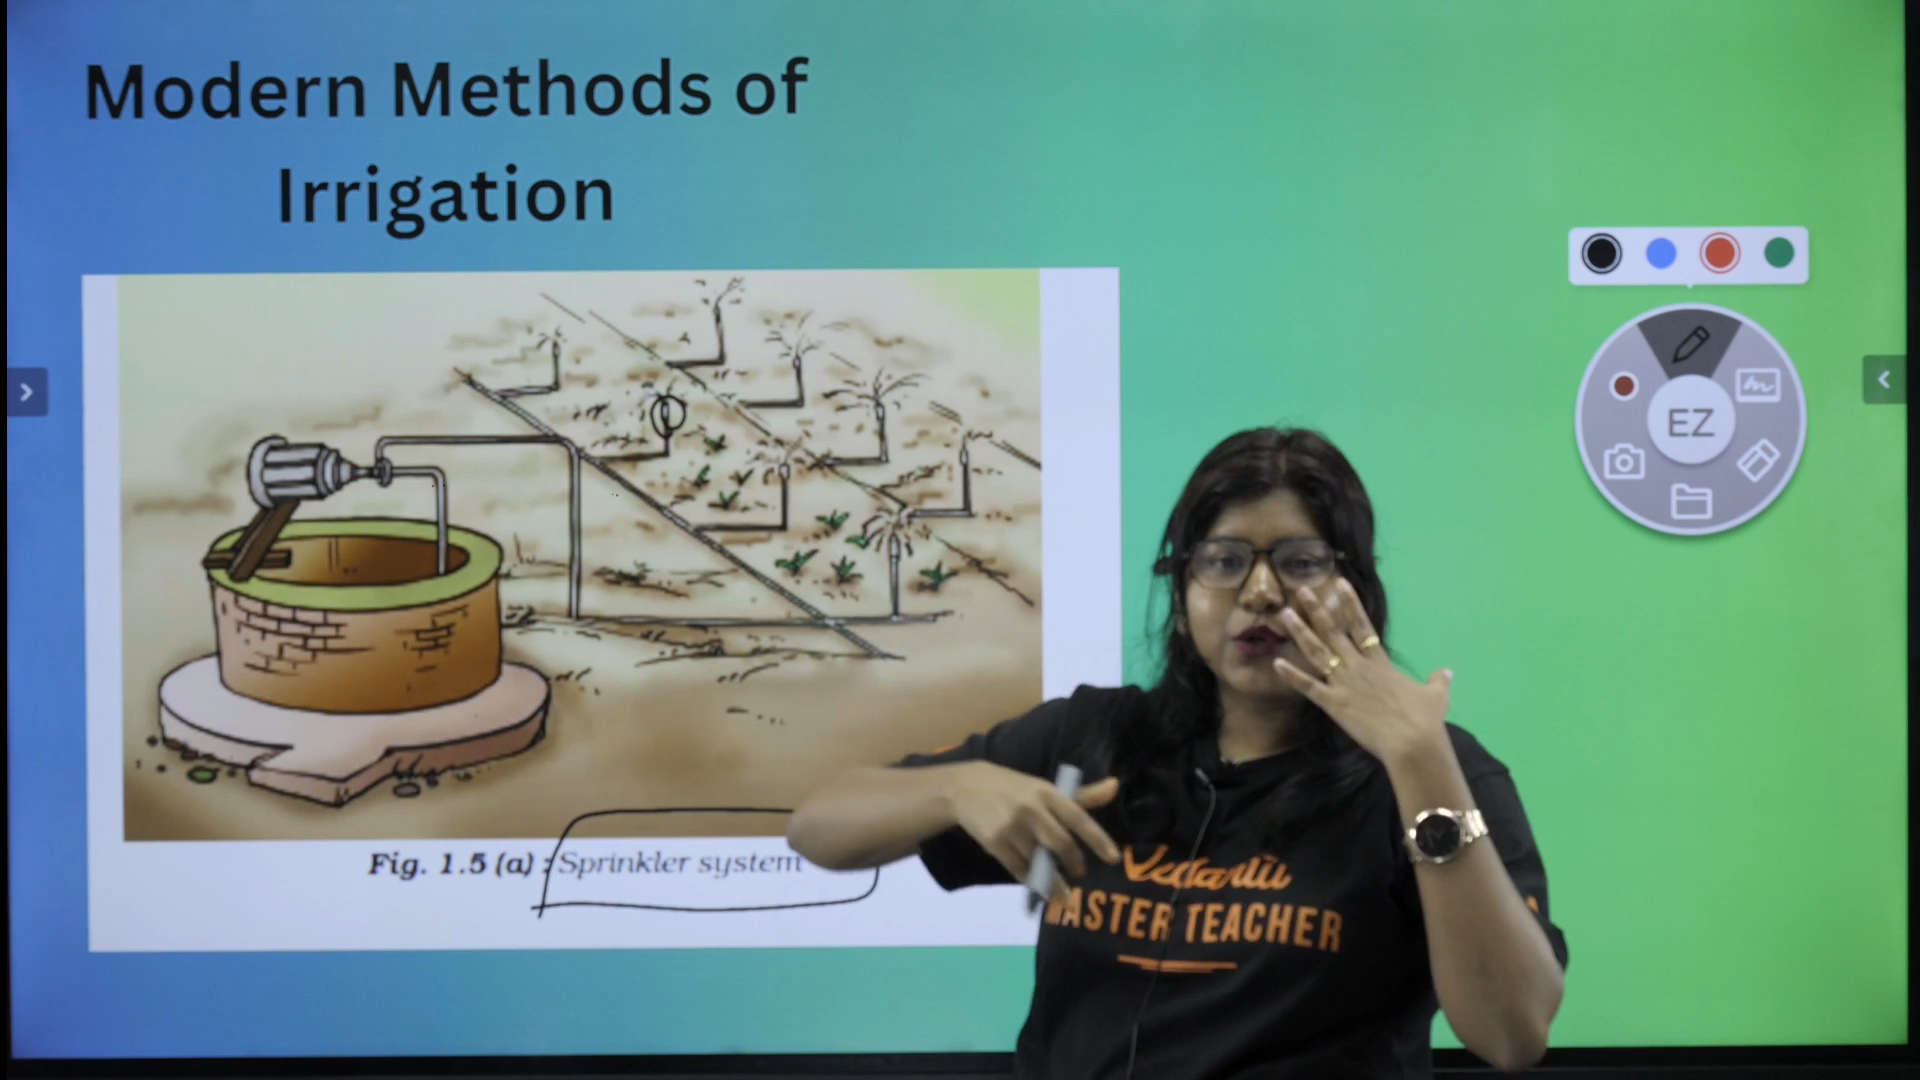 Modern Methods of
Irrigation
EZ
Fig. 1.5 (a) : Sprinkler system
Vedantu
MASTER TEACHER